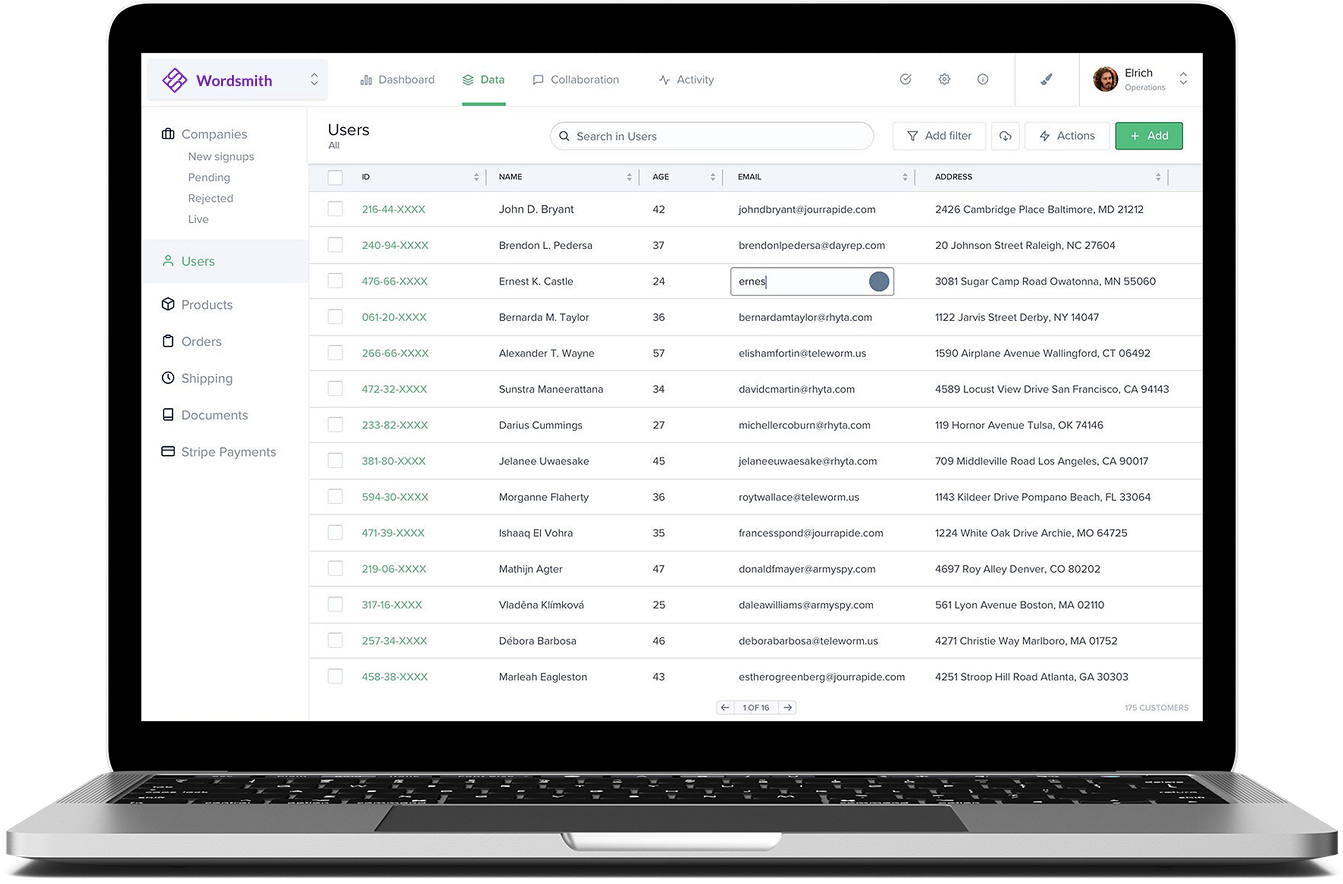 Wordsmith
Dashboard Data Collaboration Activity
Elrich
Operations
Companies
New signups
Pending
Rejected
Live
Users
Products
Orders
Shipping
Documents
Stripe Payments
Users
All
Search in Users
Add filter
Actions
+ Add
ID NAME AGE EMAIL ADDRESS
216-44-XXXX John D. Bryant 42 johndbryant@jourrapide.com 2426 Cambridge Place Baltimore, MD 21212
240-94-XXXX Brendon L. Pedersa 37 brendonlpedersa@dayrep.com 20 Johnson Street Raleigh, NC 27604
476-66-XXXX Ernest K. Castle 24 ernes 3081 Sugar Camp Road Owatonna, MN 55060
061-20-XXXX Bernarda M. Taylor 36 bernardamtaylor@rhyta.com 1122 Jarvis Street Derby, NY 14047
266-66-XXXX Alexander T. Wayne 57 elishamfortin@teleworm.us 1590 Airplane Avenue Wallingford, CT 06492
472-32-XXXX Sunstra Maneerattana 34 davidcmartin@rhyta.com 4589 Locust View Drive San Francisco, CA 94143
233-82-XXXX Darius Cummings 27 michellercoburn@rhyta.com 119 Hornor Avenue Tulsa, OK 74146
381-80-XXXX Jelanee Uwaesake 45 jelaneeuwaesake@rhyta.com 709 Middleville Road Los Angeles, CA 90017
594-30-XXXX Morganne Flaherty 36 roytwallace@teleworm.us 1143 Kildeer Drive Pompano Beach, FL 33064
471-39-XXXX Ishaaq El Vohra 35 francesspond@jourrapide.com 1224 White Oak Drive Archie, MO 64725
219-06-XXXX Mathijn Agter 47 donaldfmayer@armyspy.com 4697 Roy Alley Denver, CO 80202
317-16-XXXX Vladěna Klímková 25 daleawilliams@armyspy.com 561 Lyon Avenue Boston, MA 02110
257-34-XXXX Débora Barbosa 46 deborabarbosa@teleworm.us 4271 Christie Way Marlboro, MA 01752
458-38-XXXX Marleah Eagleston 43 estherogreenberg@jourrapide.com 4251 Stroop Hill Road Atlanta, GA 30303
1 OF 16
175 CUSTOMERS